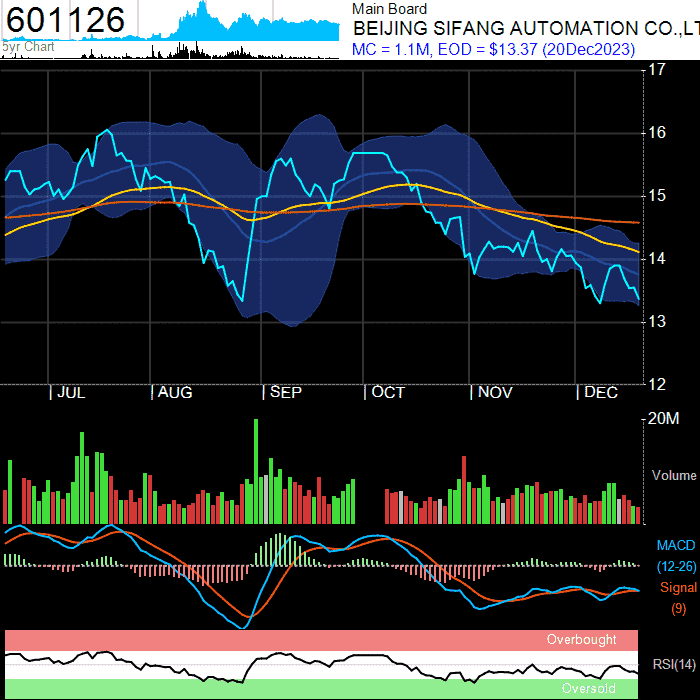 601126
5yr Chart
Main Board
BEIJING SIFANG AUTOMATION CO.,LT
MC = 1.1M, EOD = $13.37 (20Dec2023)
17
16
15
14
13
12
| JUL | AUG | SEP | OCT | NOV | DEC
20M
Volume
MACD
(12-26)
Signal
(9)
Overbought
RSI(14)
Oversold